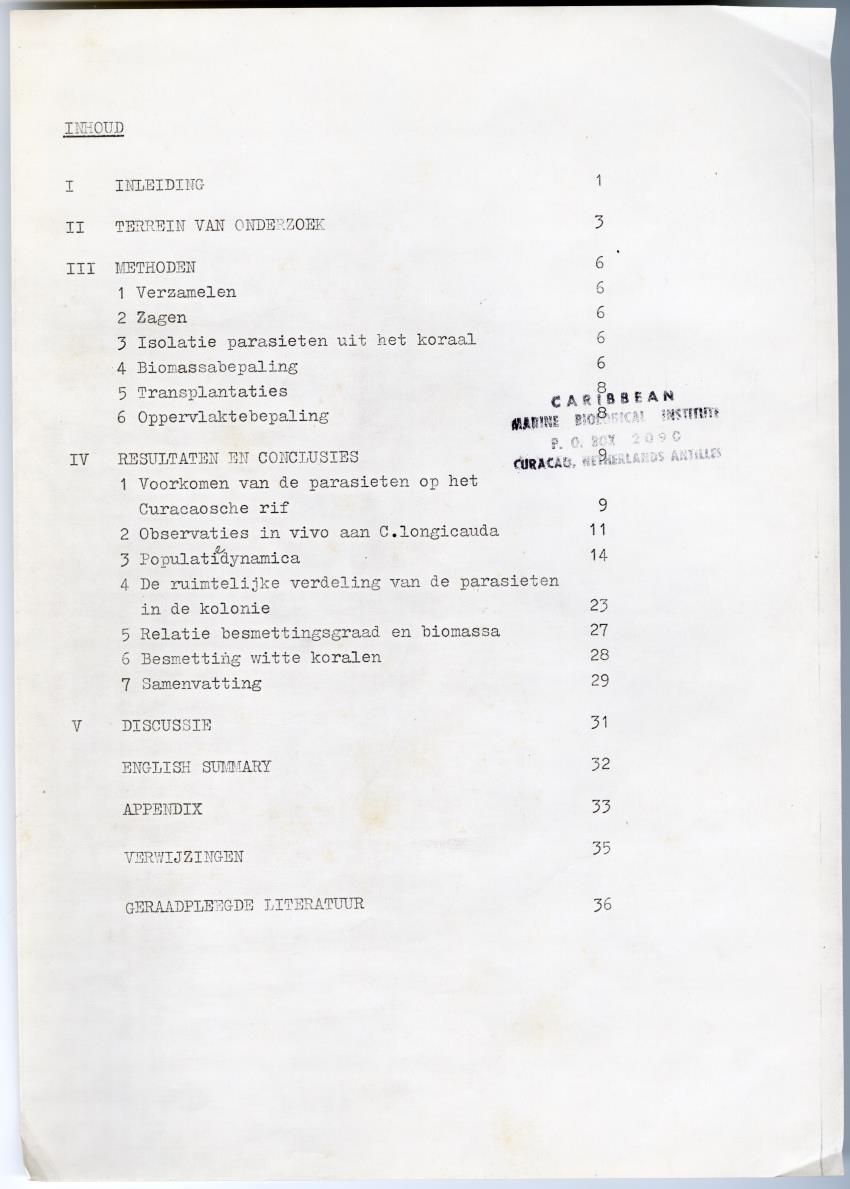 INHOUD
I INLEIDING 1
II TERREIN VAN ONDERZOEK 3
III METHODEN 6
1 Verzamelen 6
2 Zagen 6
3 Isolatie parasieten uit het koraal 6
4 Biomassabepaling 6
5 Transplantaties 8
6 Oppervlaktebepaling 8
CARIBBEAN
MARINE BIOLOGICAL INSTITUTE
P. O. BOX 2090
CURACAO, NETHERLANDS ANTILLES
IV RESULTATEN EN CONCLUSIES 9
1 Voorkomen van de parasieten op het
Curacaosche rif 9
2 Observaties in vivo aan C.longicauda 11
3 Populatiedynamica 14
4 De ruimtelijke verdeling van de parasieten
in de kolonie 23
5 Relatie besmettingsgraad en biomassa 27
6 Besmetting witte koralen 28
7 Samenvatting 29
V DISCUSSIE 31
ENGLISH SUMMARY 32
APPENDIX 33
VERWIJZINGEN 35
GERAADPLEEGDE LITERATUUR 36